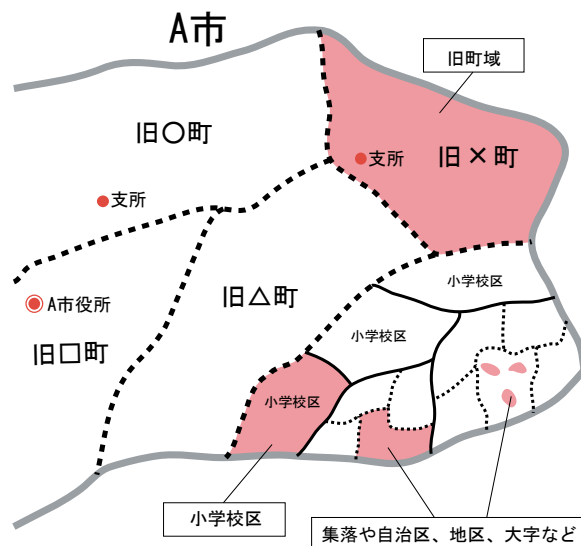 A市
旧町域
旧○町
支所
旧×町
支所
A市役所
旧△町
小学校区
旧□町
小学校区
小学校区
小学校区
集落や自治区、地区、大字など